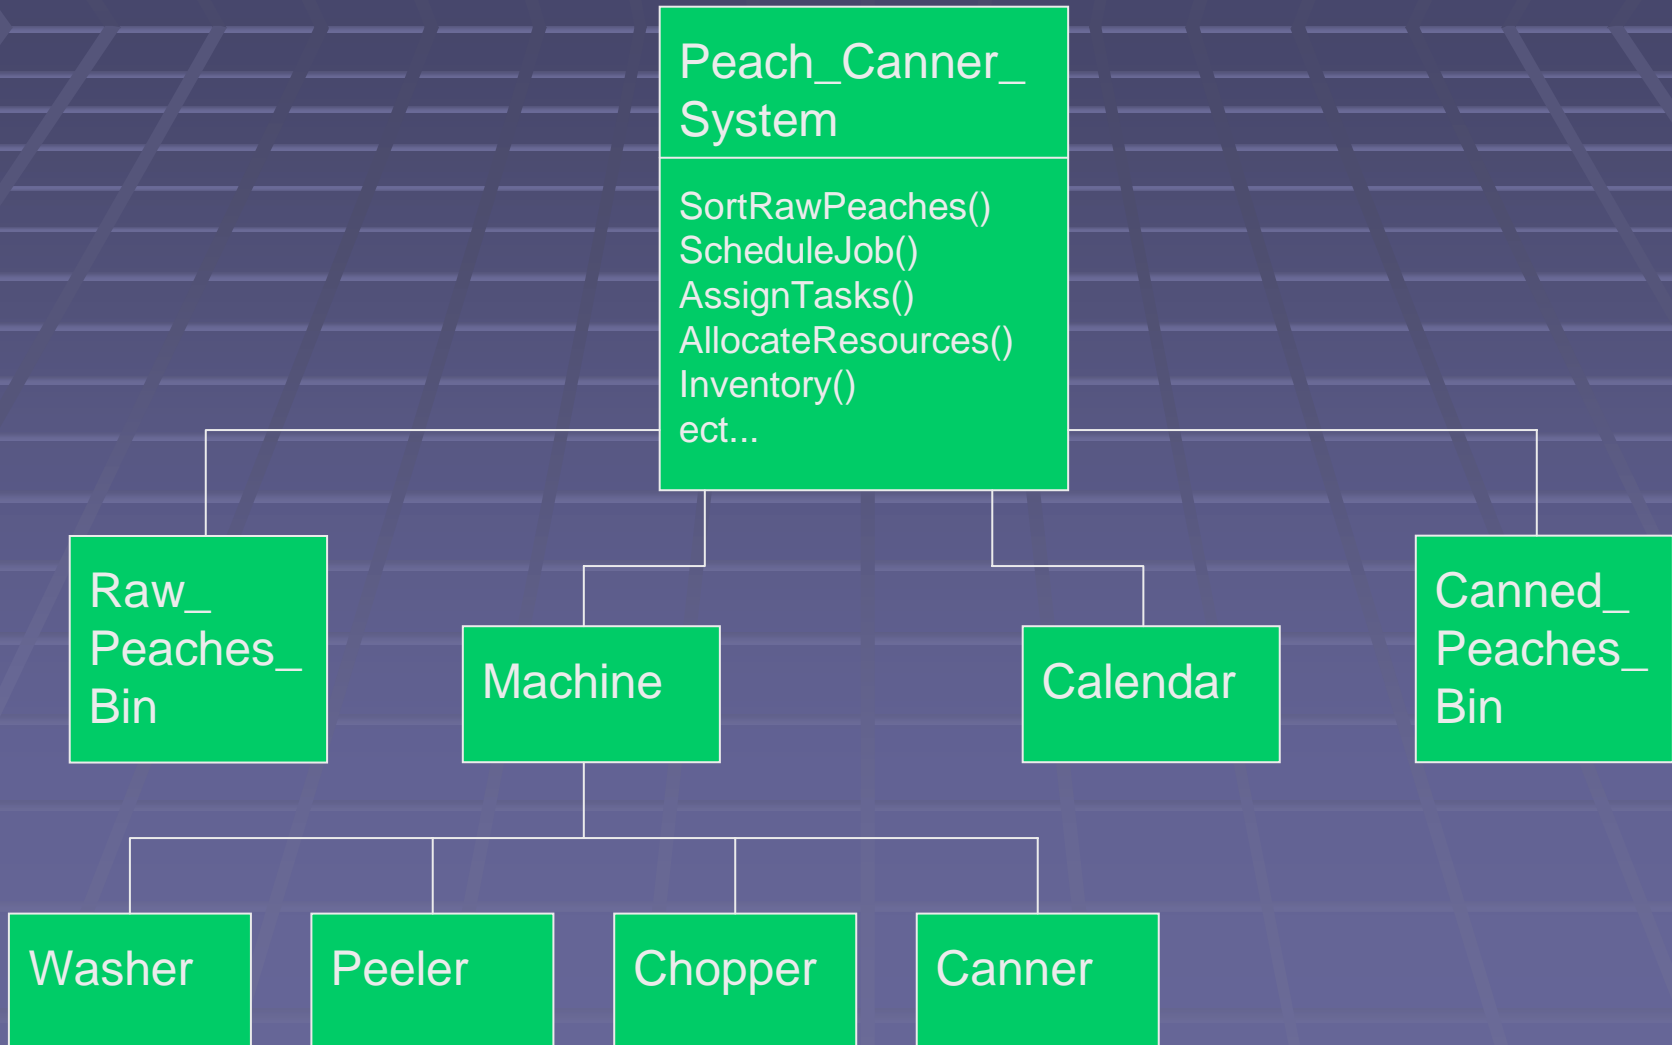 Peach_Canner_
System
SortRawPeaches()
ScheduleJob()
AssignTasks()
AllocateResources()
Inventory()
ect...
Raw_
Peaches_
Bin
Machine
Calendar
Canned_
Peaches_
Bin
Washer
Peeler
Chopper
Canner